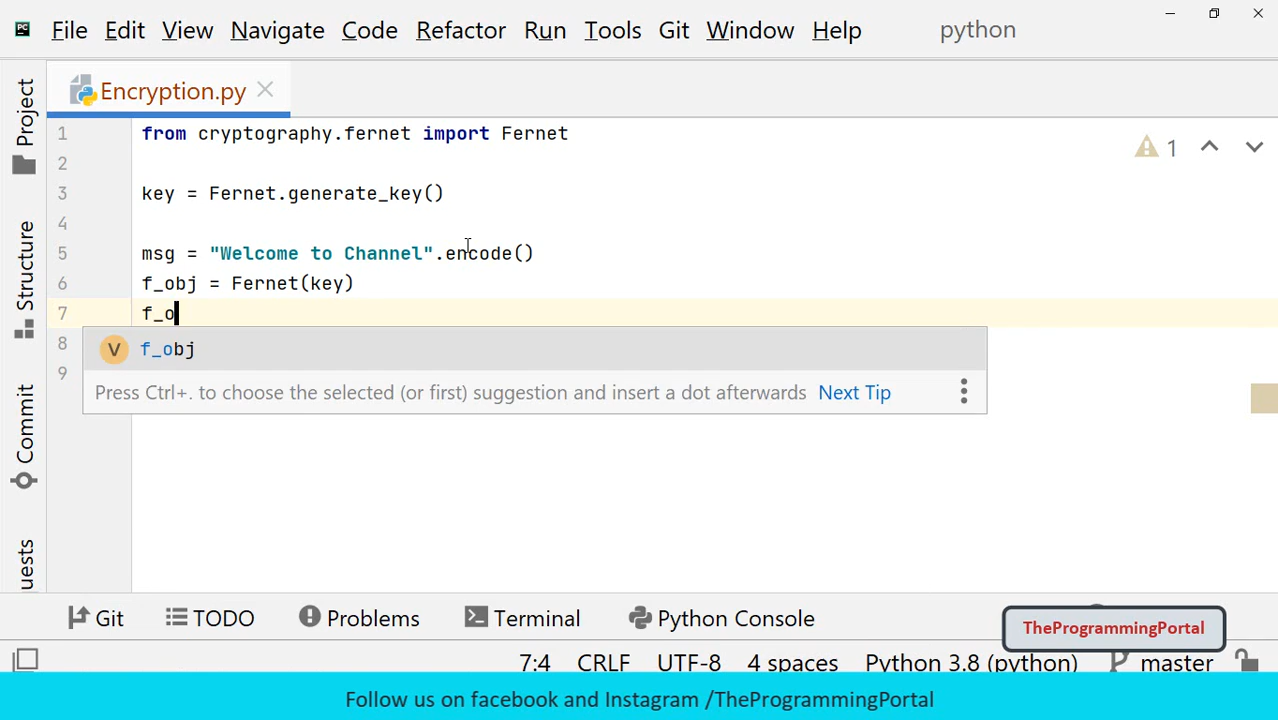 PC File Edit View Navigate Code Refactor Run Tools Git Window Help python
Encryption.py
1 from cryptography.fernet import Fernet
2
3 key = Fernet.generate_key()
4
5 msg = "Welcome to Channel".encode()
6 f_obj = Fernet(key)
7 f_o
8
9
1
V f_obj
Press Ctrl+. to choose the selected (or first) suggestion and insert a dot afterwards Next Tip
Project
Structure
Commit
uests
Git TODO Problems Terminal Python Console
TheProgrammingPortal
7:4 CRLF UTF-8 4 spaces Python 3.8 (python) master
Follow us on facebook and Instagram /TheProgrammingPortal